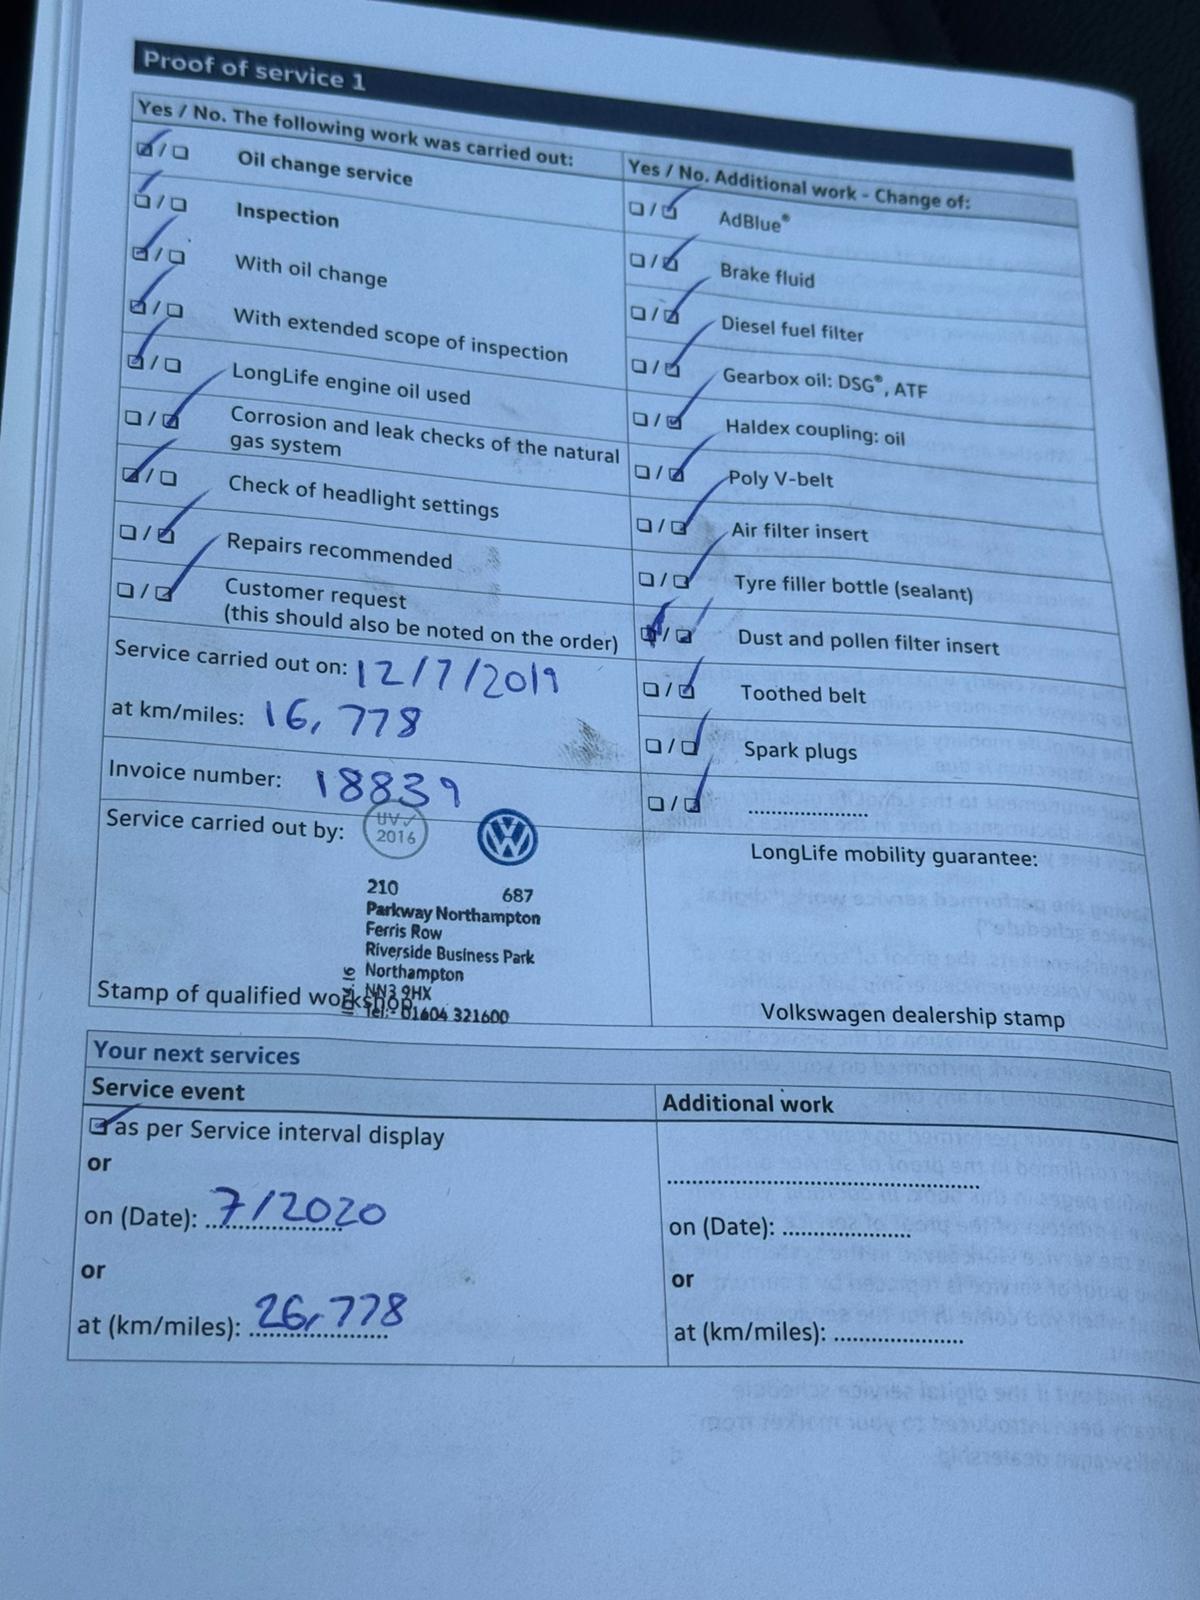 Proof of service 1
Yes / No. The following work was carried out:
Oil change service
Inspection
With oil change
With extended scope of inspection
LongLife engine oil used
Corrosion and leak checks of the natural
gas system
Check of headlight settings
Repairs recommended
Customer request
(this should also be noted on the order)
Service carried out on: 12/7/2019
at km/miles: 16,778
Invoice number: 18839
Service carried out by:
UV✓
2016
210 687
Parkway Northampton
Ferris Row
Riverside Business Park
Northampton
NN3 9HX
Tel:- 01604 321600
Stamp of qualified workshop
Yes / No. Additional work - Change of:
AdBlue®
Brake fluid
Diesel fuel filter
Gearbox oil: DSG®, ATF
Haldex coupling: oil
Poly V-belt
Air filter insert
Tyre filler bottle (sealant)
Dust and pollen filter insert
Toothed belt
Spark plugs
LongLife mobility guarantee:
Volkswagen dealership stamp
Your next services
Service event
as per Service interval display
or
on (Date): 7/2020
or
at (km/miles): 26,778
Additional work
on (Date):
or
at (km/miles):